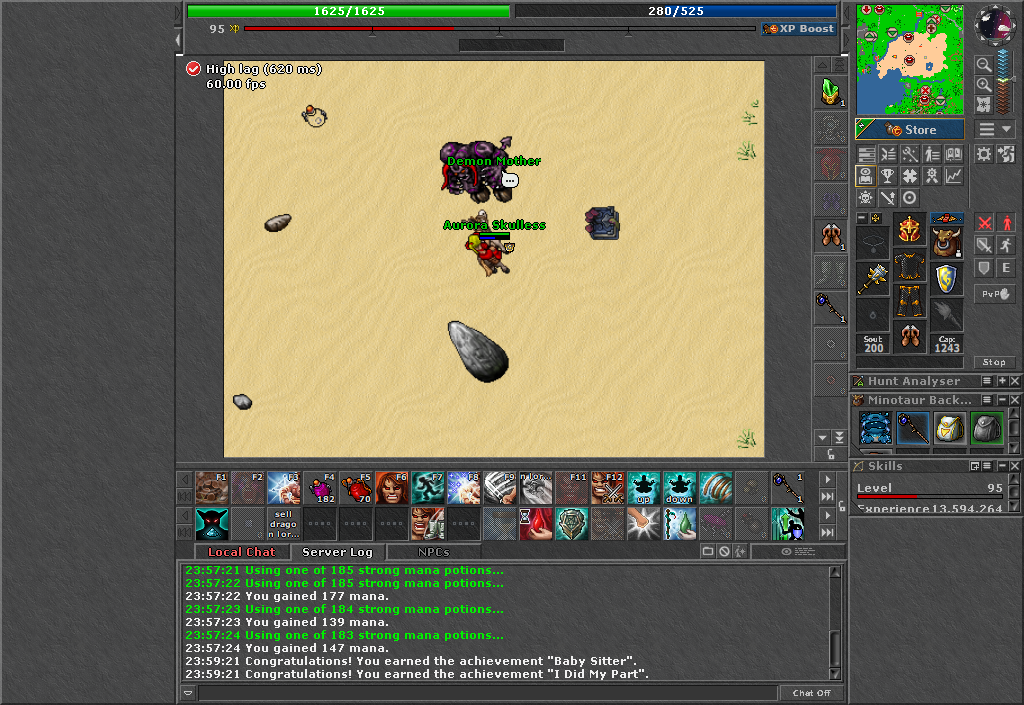 1625/1625
280/525
95 XP
XP Boost
High lag (620 ms)
60.00 fps
Demon Mother
Aurora Skulless
Store
1
1
1
PvP
Soul:
200
Cap:
1243
Stop
Hunt Analyser
Minotaur Back...
Skills
Level 95
Experience 13,594,264
F1
F2
F3
F4
182
F5
70
F6
F7
F8
F9
F11
F12
up
down
1
sell
drago
n lor...
Local Chat
Server Log
NPCs
23:57:21 Using one of 185 strong mana potions...
23:57:22 Using one of 185 strong mana potions...
23:57:22 You gained 177 mana.
23:57:23 Using one of 184 strong mana potions...
23:57:23 You gained 139 mana.
23:57:24 Using one of 183 strong mana potions...
23:57:24 You gained 147 mana.
23:59:21 Congratulations! You earned the achievement "Baby Sitter".
23:59:21 Congratulations! You earned the achievement "I Did My Part".
Chat Off